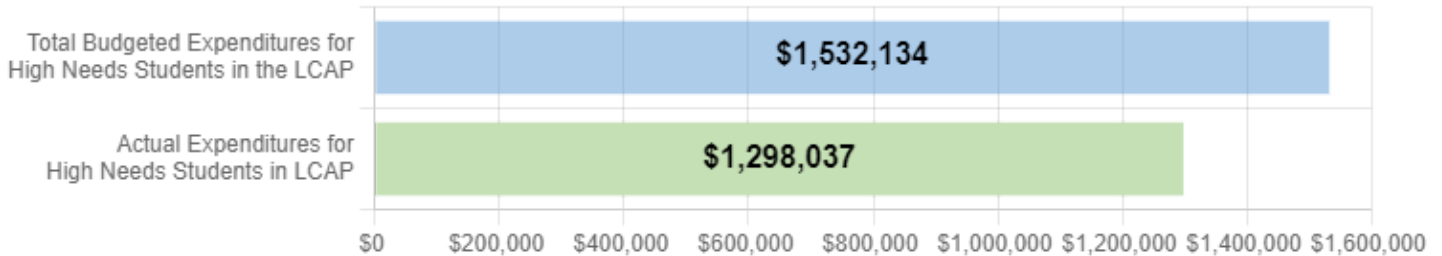 Total Budgeted Expenditures for
High Needs Students in the LCAP
$1,532,134
Actual Expenditures for
High Needs Students in LCAP
$1,298,037
$0 $200,000 $400,000 $600,000 $800,000 $1,000,000 $1,200,000 $1,400,000 $1,600,000